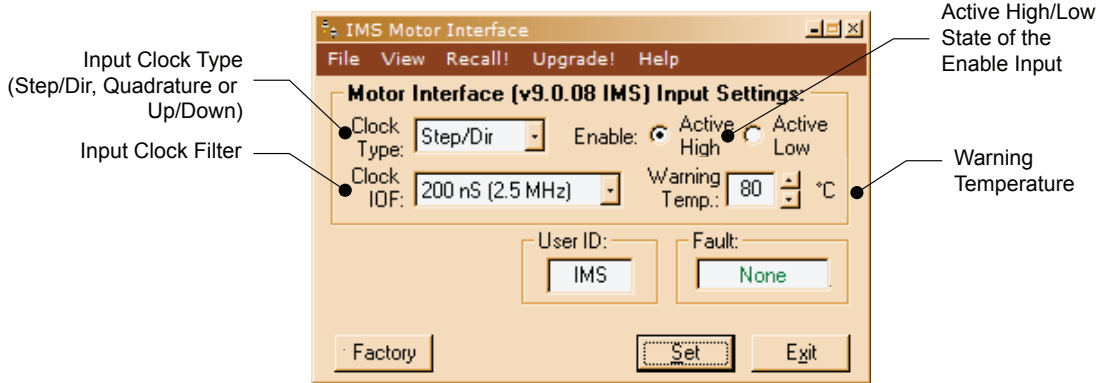 Active High/Low
State of the
Enable Input
Input Clock Type
(Step/Dir, Quadrature or
Up/Down)
Input Clock Filter
Warning
Temperature
IMS Motor Interface
File View Recall! Upgrade! Help
Motor Interface (v9.0.08 IMS) Input Settings:
Clock
Type:
Step/Dir
Enable:
Active
High
Active
Low
Clock
IOF:
200 nS (2.5 MHz)
Warning
Temp.:
80
°C
User ID:
IMS
Fault:
None
Factory
Set
Exit